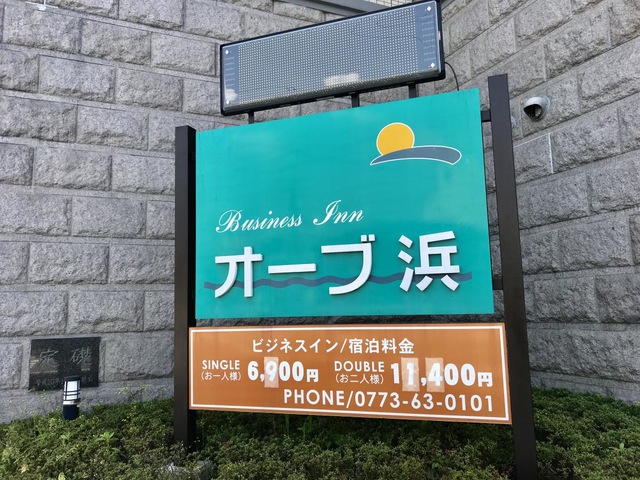 Business Inn
オーブ浜
ビジネスイン/宿泊料金
SINGLE (お一人様) 6,900円 DOUBLE (お二人様) 11,400円
PHONE/0773-63-0101
定礎